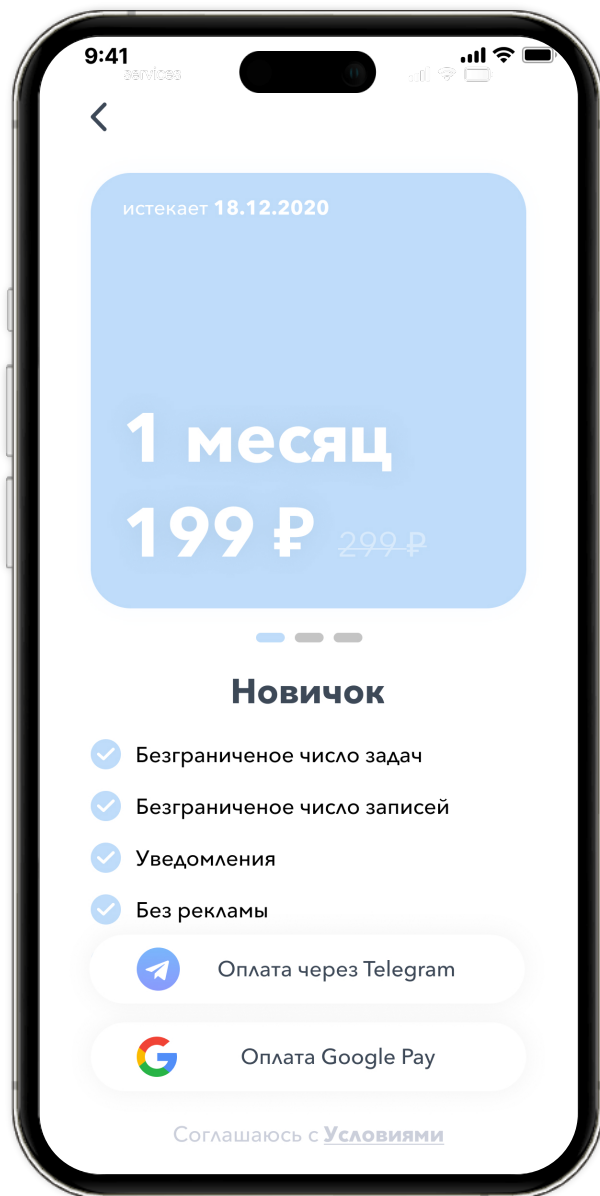 9:41
services
истекает 18.12.2020
1 месяц
199 ₽ 299 ₽
Новичок
Безграниченое число задач
Безграниченое число записей
Уведомления
Без рекламы
Оплата через Telegram
Оплата Google Pay
Соглашаюсь с Условиями